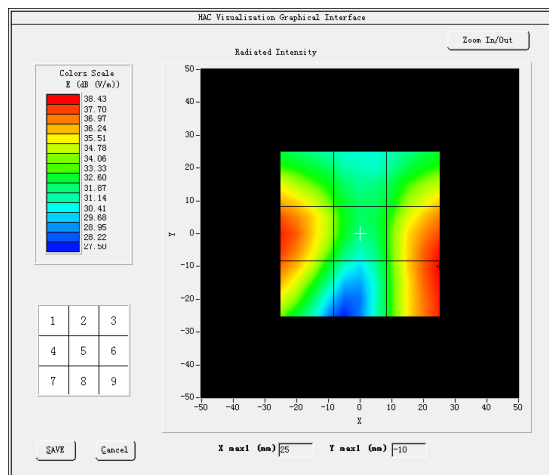 HAC Visualisation Graphical Interface
Zoom In/Out
Radiated Intensity
Colors Scale
E (dB (V/m))
38.43
37.70
36.97
36.24
35.51
34.78
34.06
33.33
32.60
31.87
31.14
30.41
29.68
28.95
28.22
27.50
50
40
30
20
10
0
-10
-20
-30
-40
-50
Y
-50 -40 -30 -20 -10 0 10 20 30 40 50
X
1 2 3
4 5 6
7 8 9
SAVE Cancel
X max1 (mm) 25 Y max1 (mm) -10